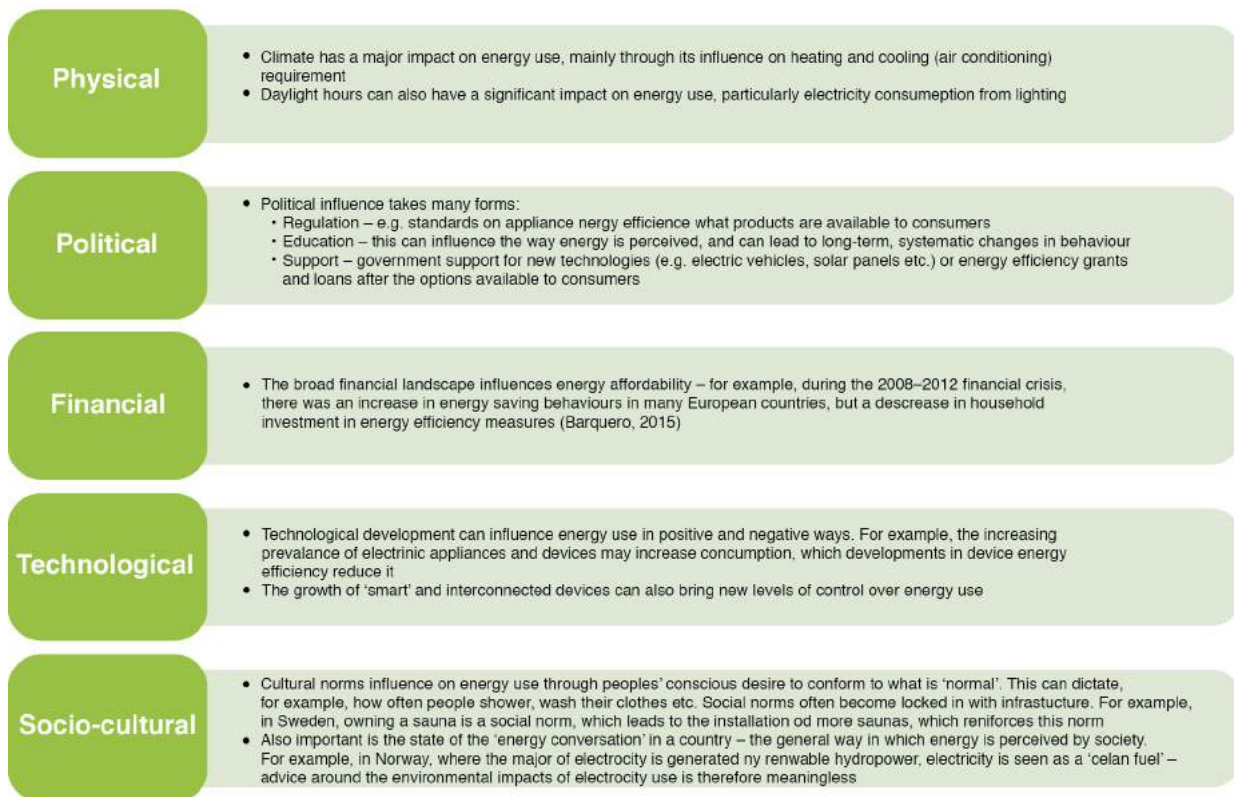 Physical
• Climate has a major impact on energy use, mainly through its influence on heating and cooling (air conditioning)
requirement
• Daylight hours can also have a significant impact on energy use, particularly electricity consumeption from lighting
Political
• Political influence takes many forms:
• Regulation – e.g. standards on appliance nergy efficience what products are available to consumers
• Education – this can influence the way energy is perceived, and can lead to long-term, systematic changes in behaviour
• Support – government support for new technologies (e.g. electric vehicles, solar panels etc.) or energy efficiency grants
and loans after the options available to consumers
Financial
• The broad financial landscape influences energy affordability – for example, during the 2008–2012 financial crisis,
there was an increase in energy saving behaviours in many European countries, but a descrease in household
investment in energy efficiency measures (Barquero, 2015)
Technological
• Technological development can influence energy use in positive and negative ways. For example, the increasing
prevalance of electrinic appliances and devices may increase concumption, which developments in device energy
efficiency reduce it
• The growth of ‘smart’ and interconnected devices can also bring new levels of control over energy use
Socio-cultural
• Cultural norms influence on energy use through peoples’ conscious desire to conform to what is ‘normal’. This can dictate,
for example, how often people shower, wash their clothes etc. Social norms often become locked in with infrastucture. For example,
in Sweden, owning a sauna is a social norm, which leads to the installation od more saunas, which reniforces this norm
• Also important is the state of the ‘energy conversation’ in a country – the general way in which energy is perceived by society.
For example, in Norway, where the major of electrocity is generated ny renwable hydropower, electricity is seen as a ‘celan fuel’ –
advice around the environmental impacts of electrocity use is therefore meaningless